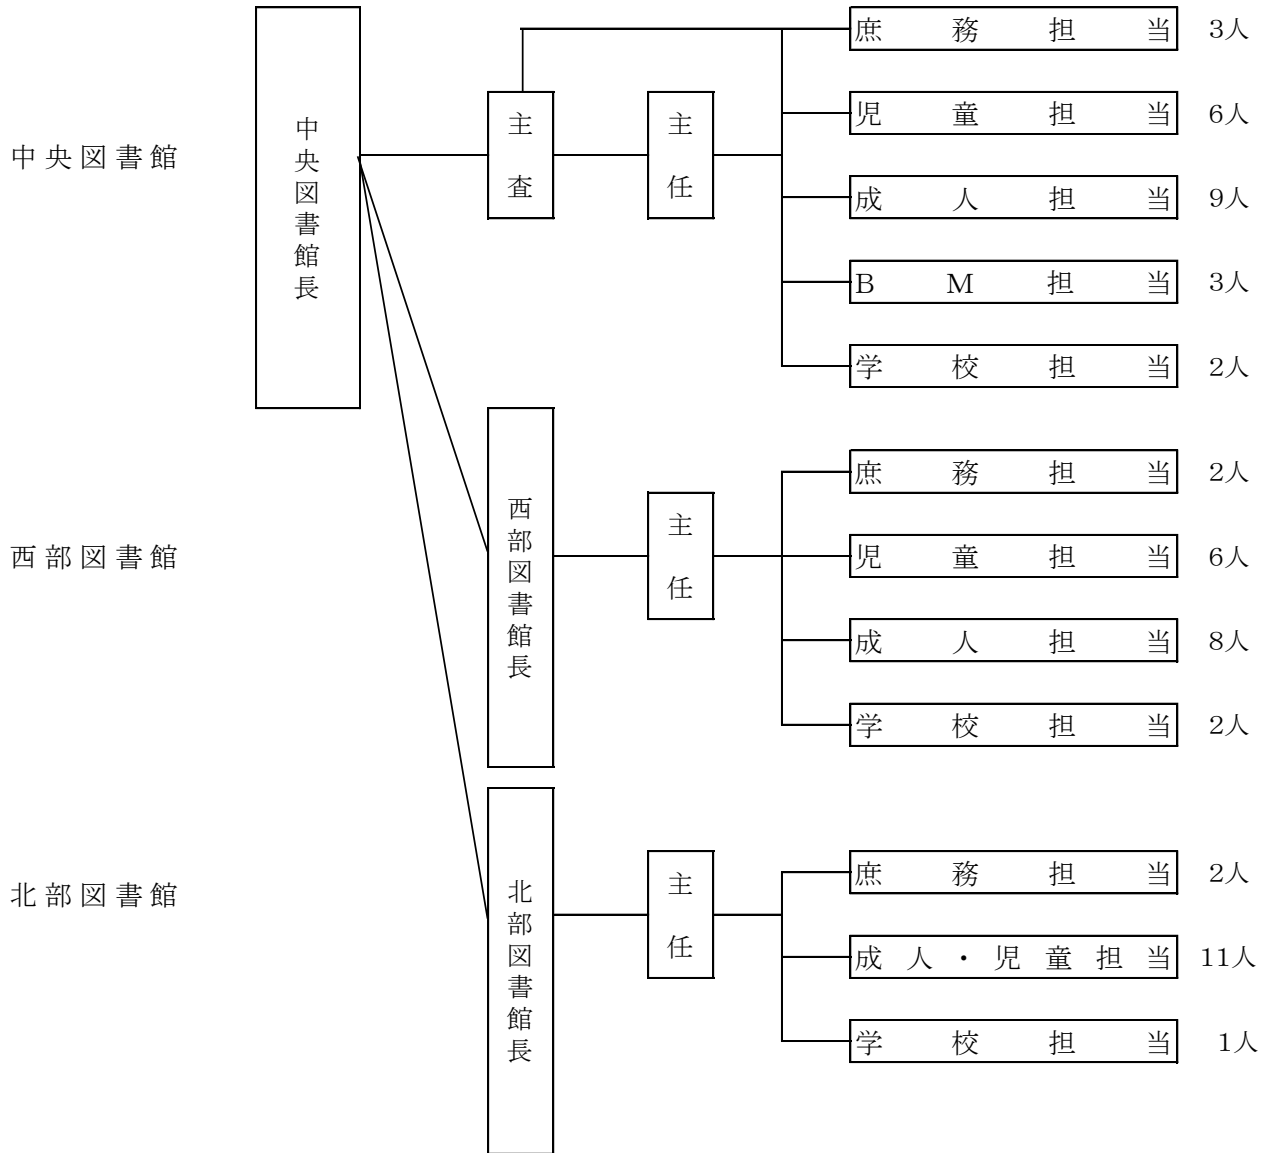 中央図書館
中央図書館長
主査
主任
庶務担当 3人
児童担当 6人
成人担当 9人
BM担当 3人
学校担当 2人
西部図書館
西部図書館長
主任
庶務担当 2人
児童担当 6人
成人担当 8人
学校担当 2人
北部図書館
北部図書館長
主任
庶務担当 2人
成人・児童担当 11人
学校担当 1人